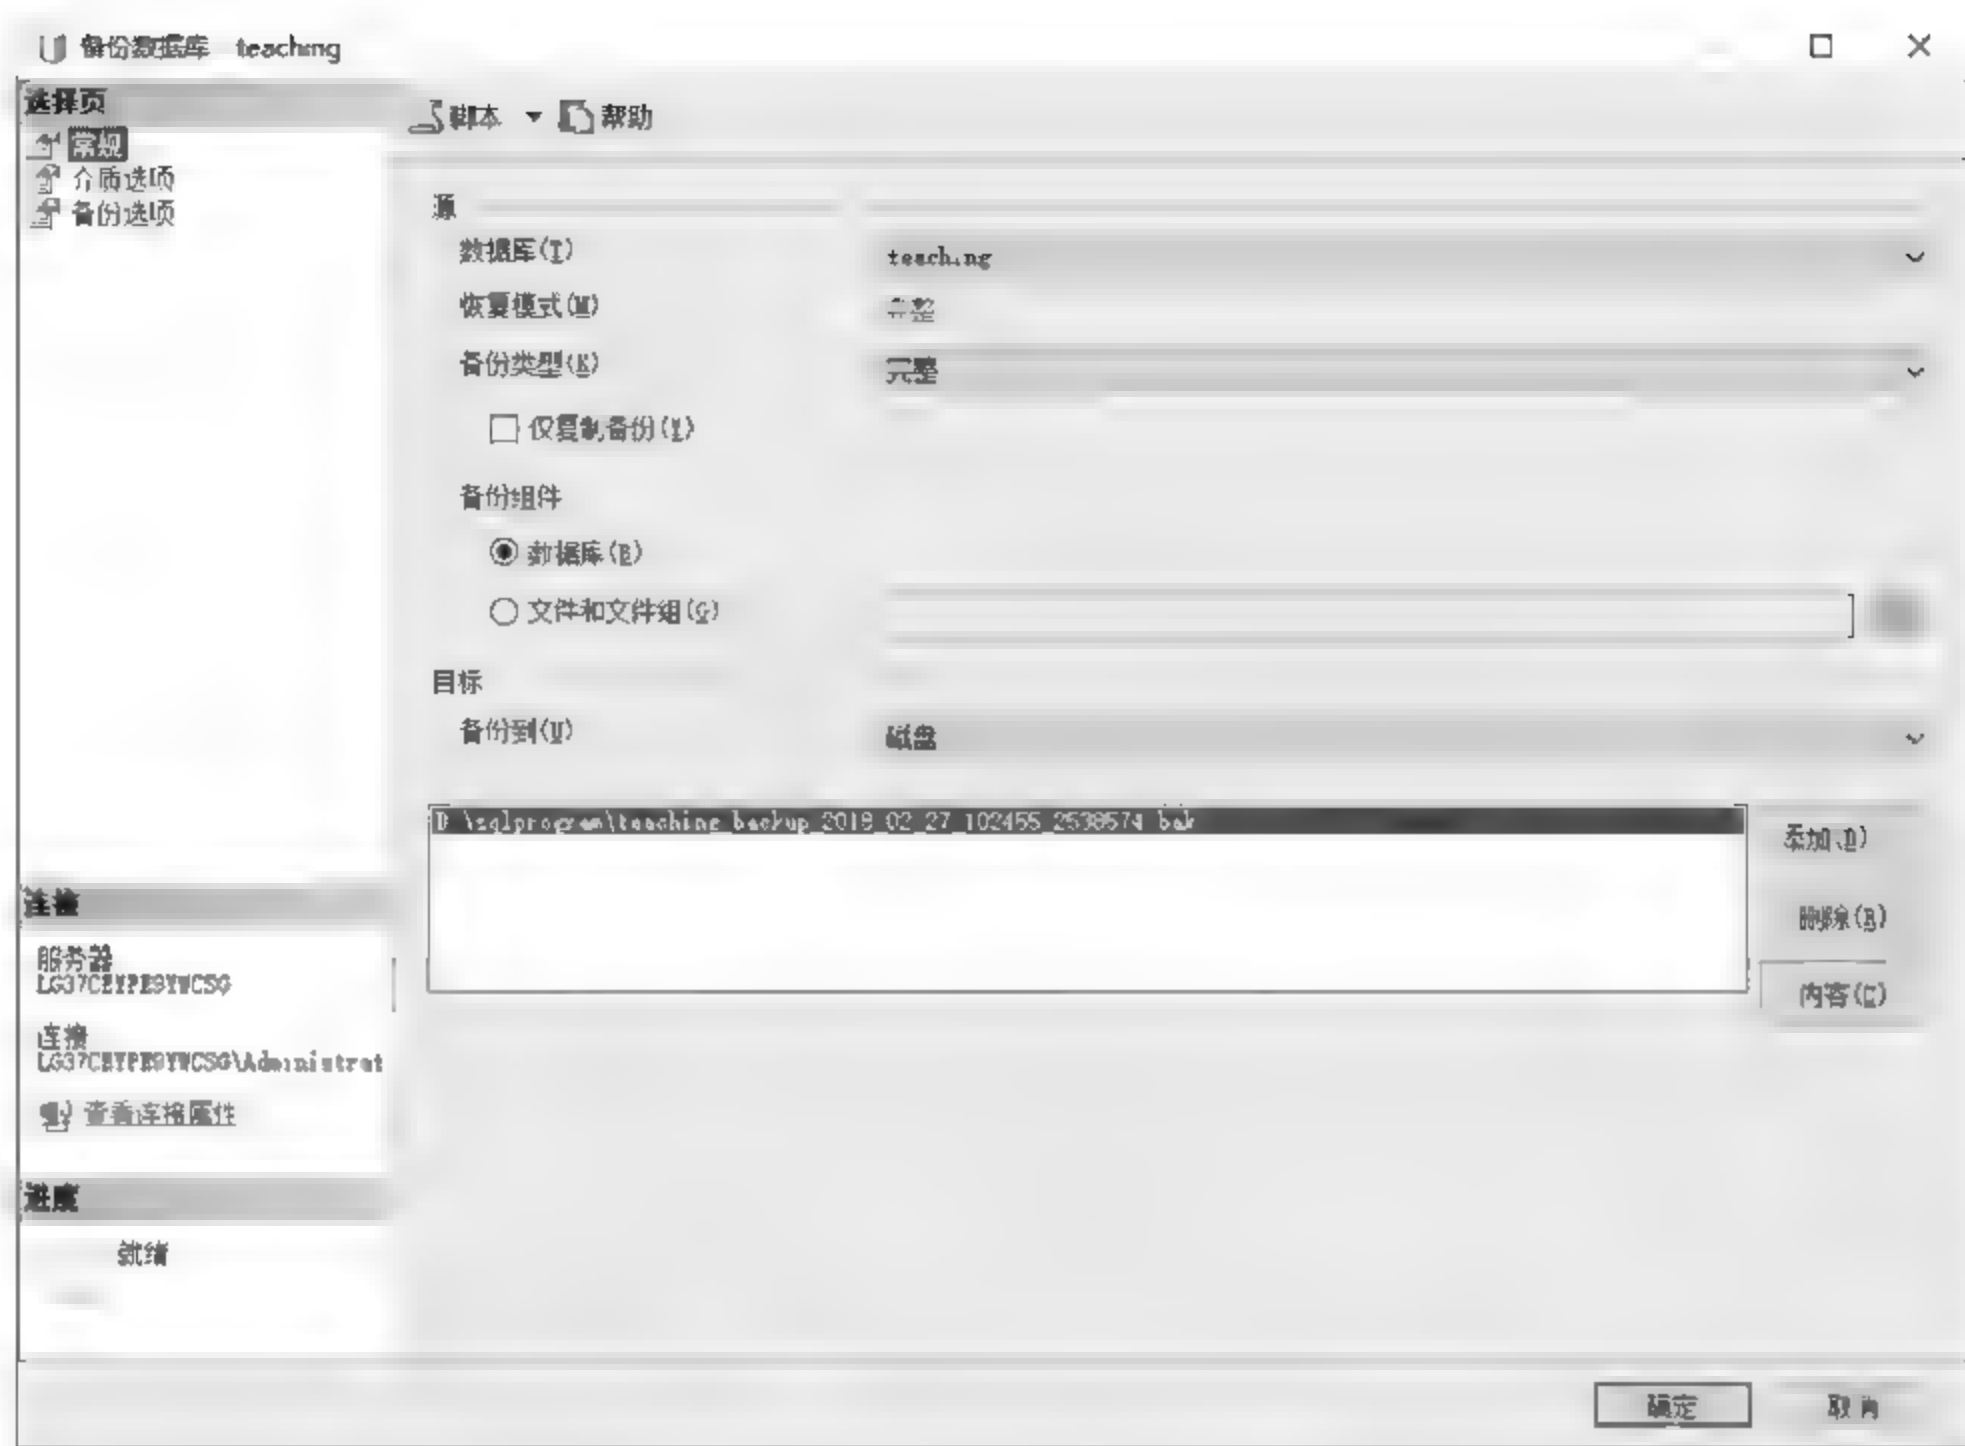 备份数据库 teaching
选择页
常规
介质选项
备份选项
脚本 帮助
源
数据库(T) teaching
恢复模式(M) 完整
备份类型(K) 完整
仅复制备份(Y)
备份组件
数据库(B)
文件和文件组(G)
目标
备份到(U) 磁盘
D \sqlprogram\teaching_backup_2018_02_27_102455_2538574 bak
添加(D)
删除(R)
内容(C)
连接
服务器
连接
查看连接属性
进度
就绪
确定 取消